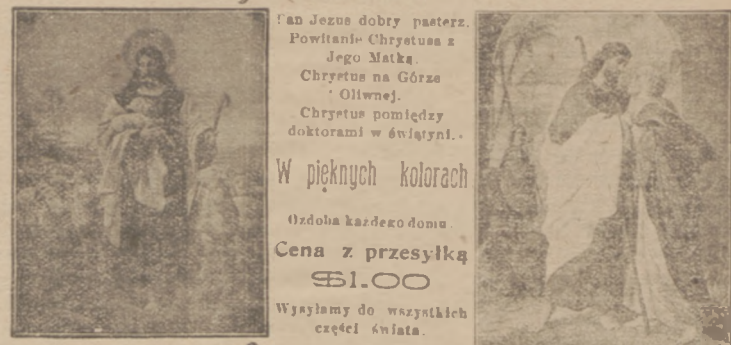 Pan Jezus dobry pasterz.
Powitanie Chrystusa z
Jego Matką.
Chrystus na Górze
Oliwnej.
Chrystus pomiędzy
doktorami w świątyni.
W pięknych kolorach
Ozdoba każdego domu.
Cena z przesyłką
$1.00
Wysyłamy do wszystkich
części świata.